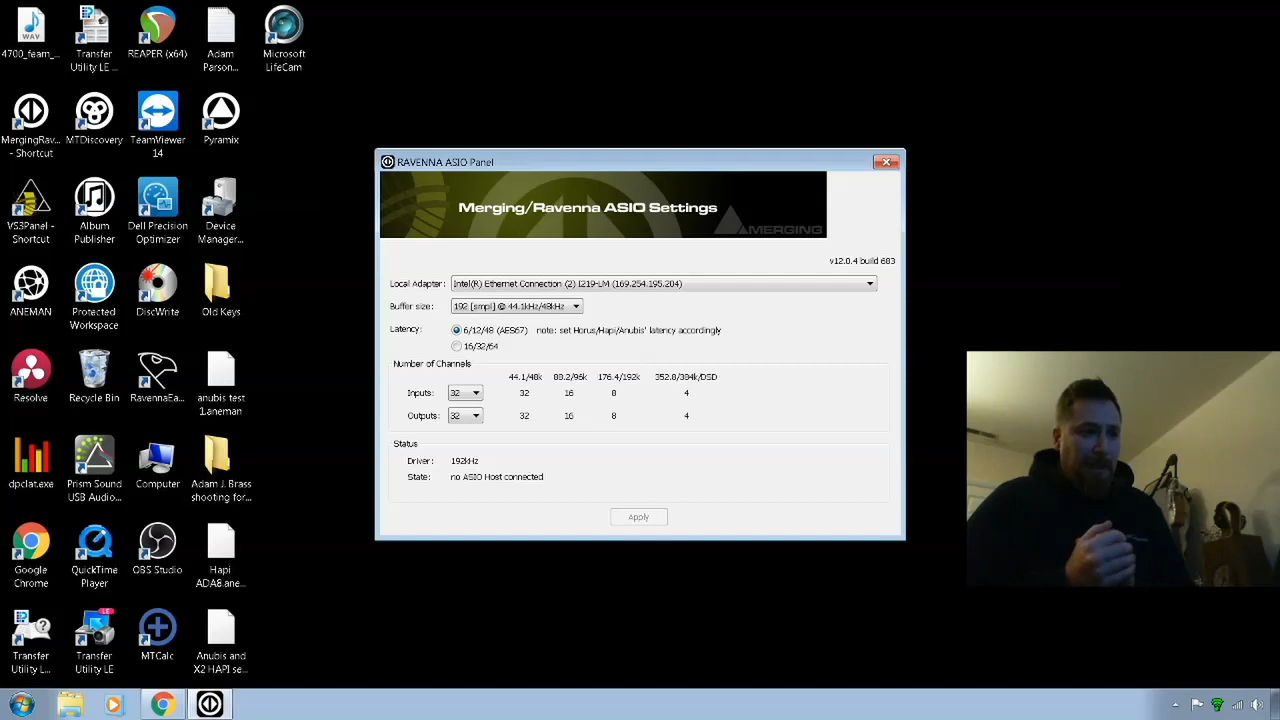 4700_feam_...
Transfer
Utility LE ...
REAPER (x64)
Adam
Parson...
Microsoft
LifeCam
MergingRav...
- Shortcut
MTDiscovery
TeamViewer
14
Pyramix
VS3Panel -
Shortcut
Album
Publisher
Dell Precision
Optimizer
Device
Manager...
ANEMAN
Protected
Workspace
DiscWrite
Old Keys
Resolve
Recycle Bin
RavennaEa...
anubis test
1.aneman
dpclat.exe
Prism Sound
USB Audio...
Computer
Adam J. Brass
shooting for...
Google
Chrome
QuickTime
Player
OBS Studio
Hapi
ADA8.ane...
Transfer
Utility L...
Transfer
Utility LE
MTCalc
Anubis and
X2 HAPI se...
RAVENNA ASIO Panel
Merging/Ravenna ASIO Settings
MERGING
v12.0.4 build 683
Local Adapter: Intel(R) Ethernet Connection (2) I219-LM (169.254.195.204)
Buffer size: 192 [smpl] @ 44.1kHz/48kHz
Latency: 6/12/48 (AES67) note: set Horus/Hapi/Anubis' latency accordingly
16/32/64
Number of Channels
44.1/48k 88.2/96k 176.4/192k 352.8/384k/DSD
Inputs: 32 32 16 8 4
Outputs: 32 32 16 8 4
Status
Driver: 192kHz
State: no ASIO Host connected
Apply